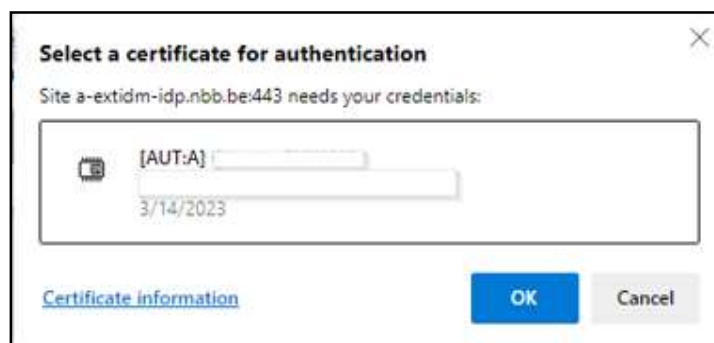 Select a certificate for authentication
Site a-extidm-idp.nbb.be:443 needs your credentials:
[AUT:A]
3/14/2023
Certificate information
OK
Cancel